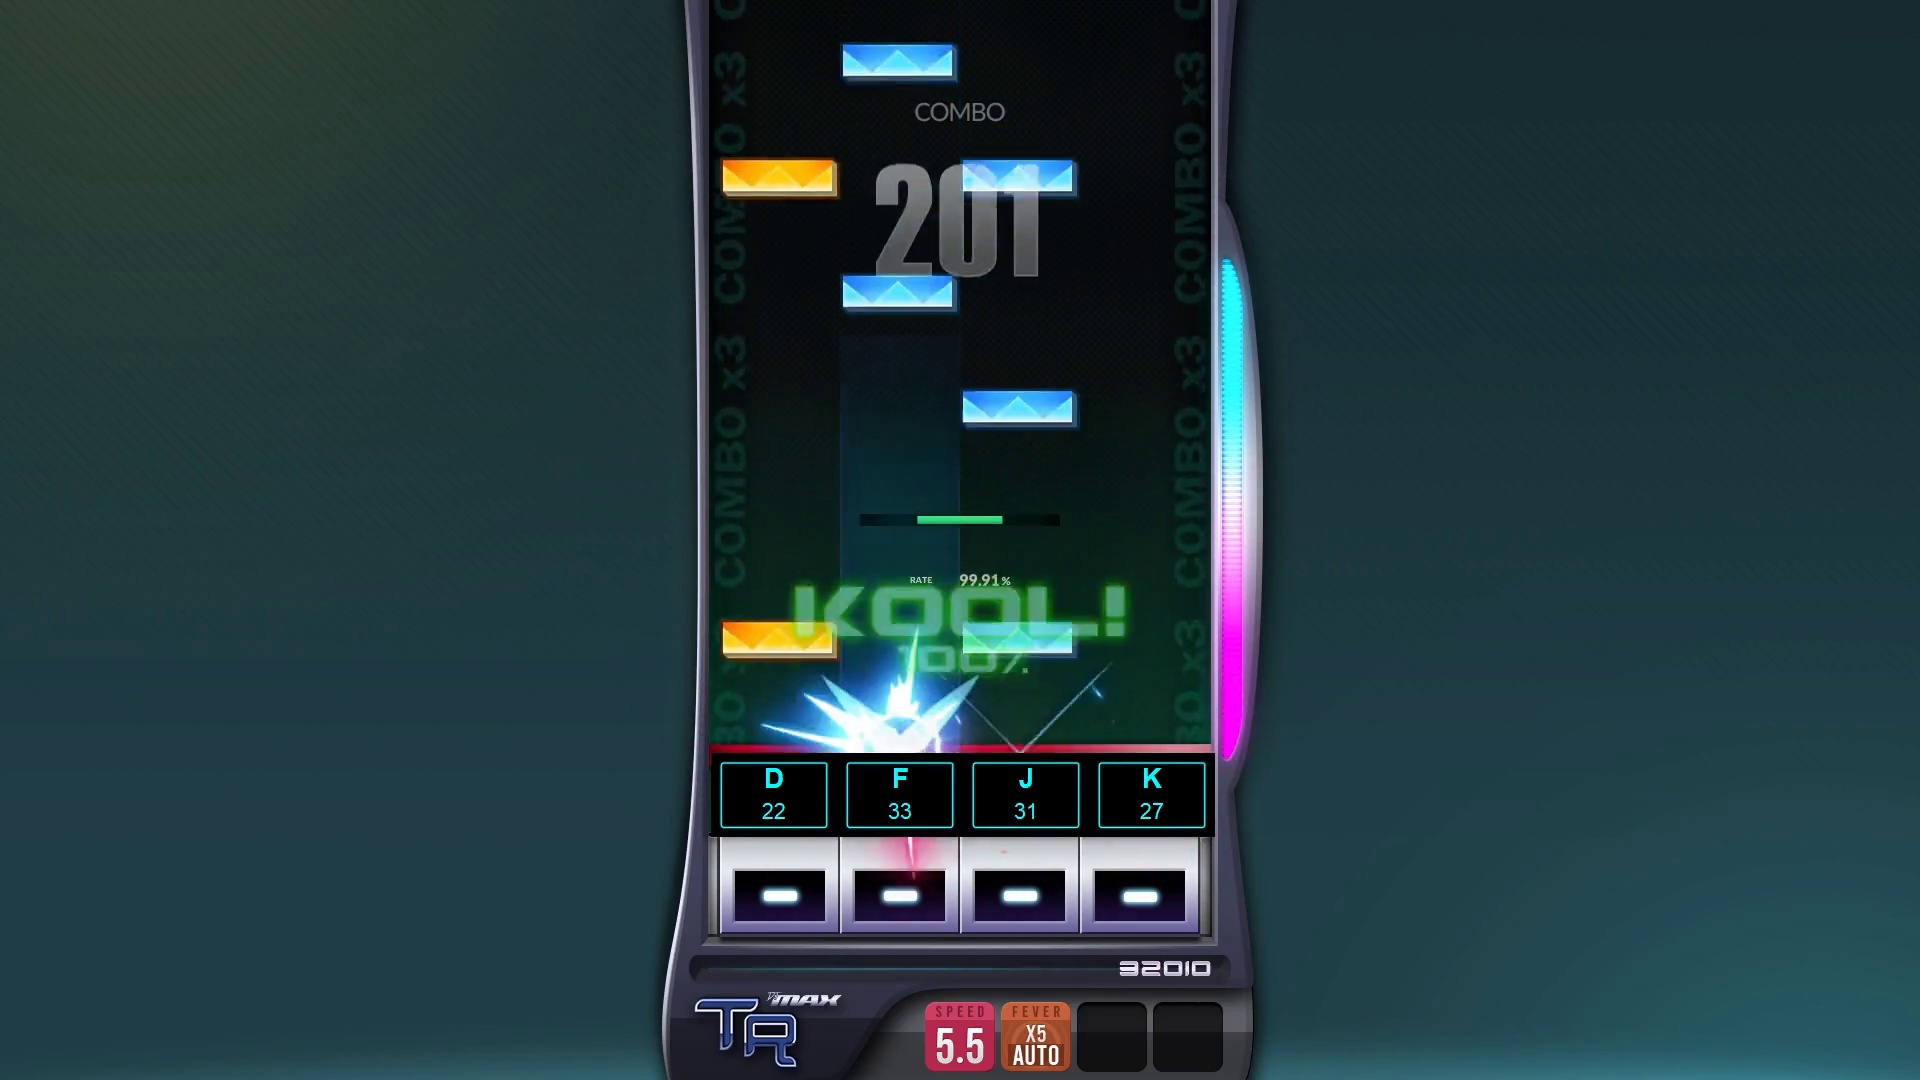 COMBO
201
COMBO x3
COMBO x3
COMBO x3
COMBO x3
RATE 99.91%
KOOL!
100%
D F J K
22 33 31 27
32010
MAX
TR
SPEED
5.5
FEVER
X5
AUTO